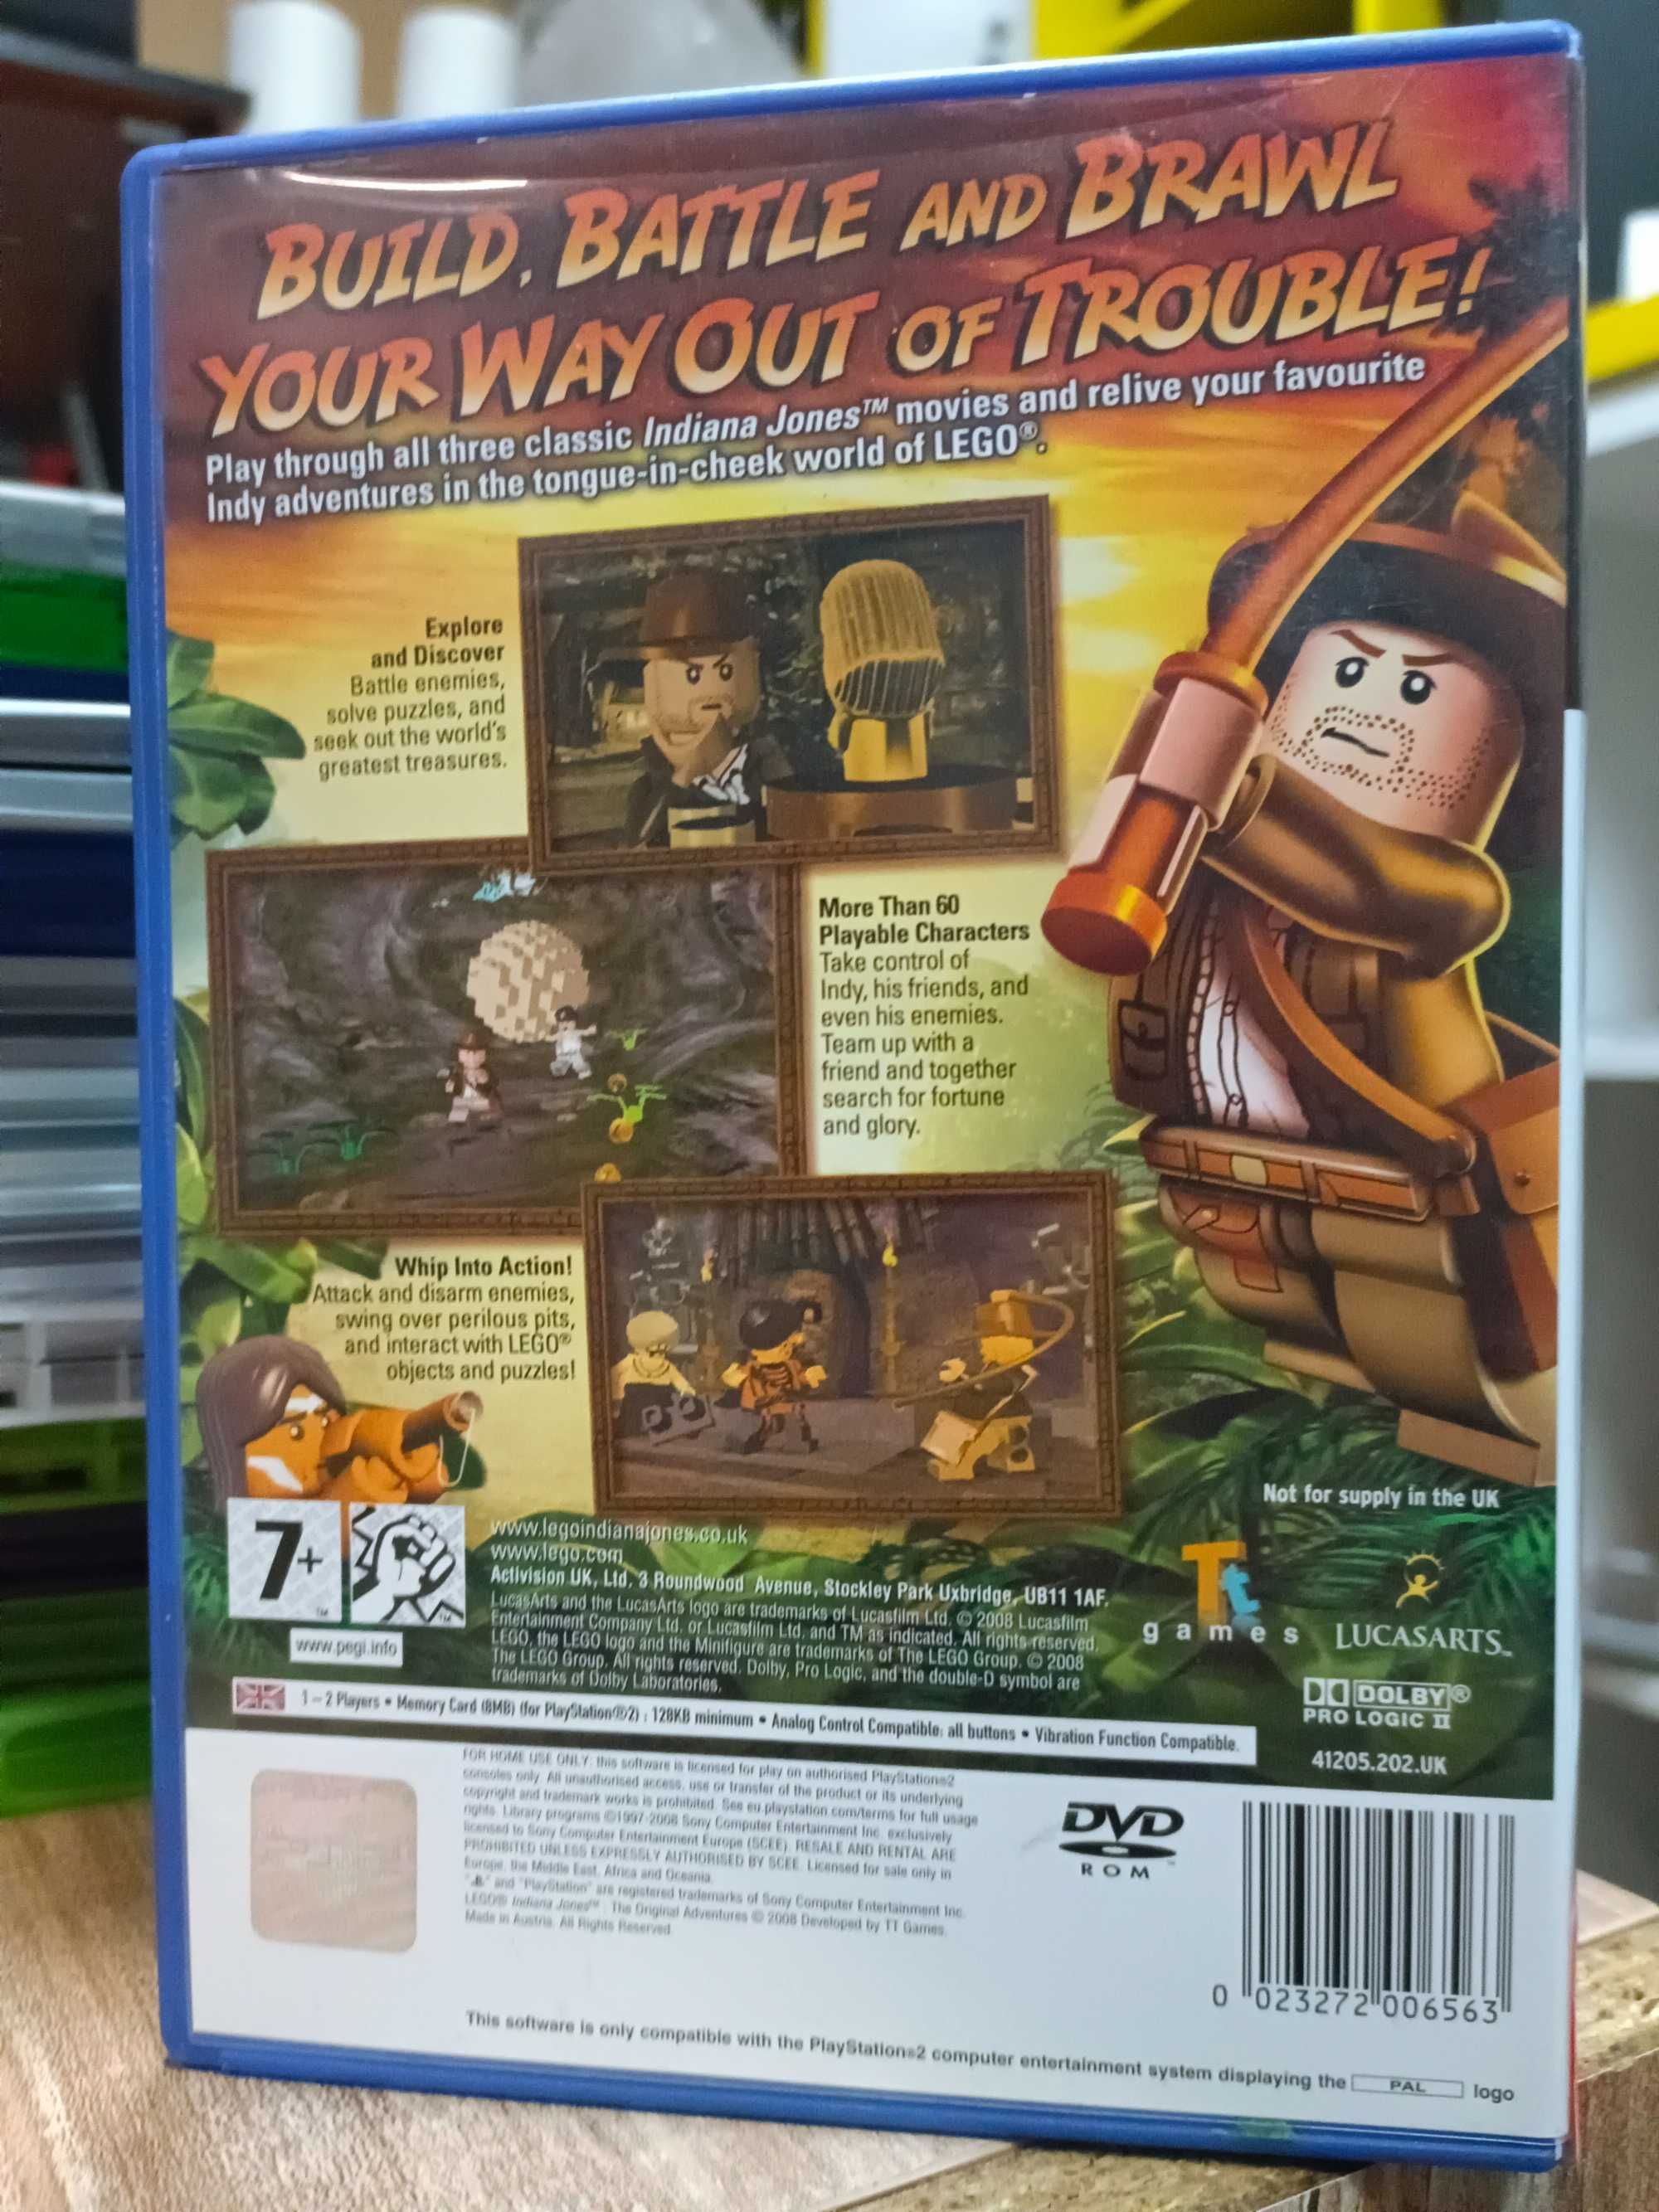 BUILD, BATTLE AND BRAWL
YOUR WAY OUT OF TROUBLE!
Play through all three classic Indiana Jones™ movies and relive your favourite
Indy adventures in the tongue-in-cheek world of LEGO®.
Explore
and Discover
Battle enemies,
solve puzzles, and
seek out the world's
greatest treasures.
More Than 60
Playable Characters
Take control of
Indy, his friends, and
even his enemies.
Team up with a
friend and together
search for fortune
and glory.
Whip Into Action!
Attack and disarm enemies,
swing over perilous pits,
and interact with LEGO®
objects and puzzles!
Not for supply in the UK
7+
www.pegi.info
www.legoindianajones.co.uk
www.lego.com
Activision UK, Ltd, 3 Roundwood Avenue, Stockley Park Uxbridge, UB11 1AF.
LucasArts and the LucasArts logo are trademarks of Lucasfilm Ltd. © 2008 Lucasfilm
Entertainment Company Ltd. or Lucasfilm Ltd. and TM as indicated. All rights reserved.
LEGO, the LEGO logo and the Minifigure are trademarks of The LEGO Group. © 2008
The LEGO Group. All rights reserved. Dolby, Pro Logic, and the double-D symbol are
trademarks of Dolby Laboratories.
Tt
games
LUCASARTS™
DOLBY®
PRO LOGIC II
41205.202.UK
1-2 Players • Memory Card (8MB) (for PlayStation®2) : 128KB minimum • Analog Control Compatible: all buttons • Vibration Function Compatible.
FOR HOME USE ONLY: this software is licensed for play on authorised PlayStation®2
consoles only. All unauthorised access, use or transfer of the product or its underlying
copyright and trademark works is prohibited. See eu.playstation.com/terms for full usage
rights. Library programs ©1997-2008 Sony Computer Entertainment Inc. exclusively
licensed to Sony Computer Entertainment Europe (SCEE). RESALE AND RENTAL ARE
PROHIBITED UNLESS EXPRESSLY AUTHORISED BY SCEE. Licensed for sale only in
Europe, the Middle East, Africa and Oceania.
" " and "PlayStation" are registered trademarks of Sony Computer Entertainment Inc.
LEGO® Indiana Jones™ : The Original Adventures © 2008 Developed by TT Games.
Made in Austria. All Rights Reserved.
DVD
ROM
0 023272 006563
This software is only compatible with the PlayStation®2 computer entertainment system displaying the PAL logo